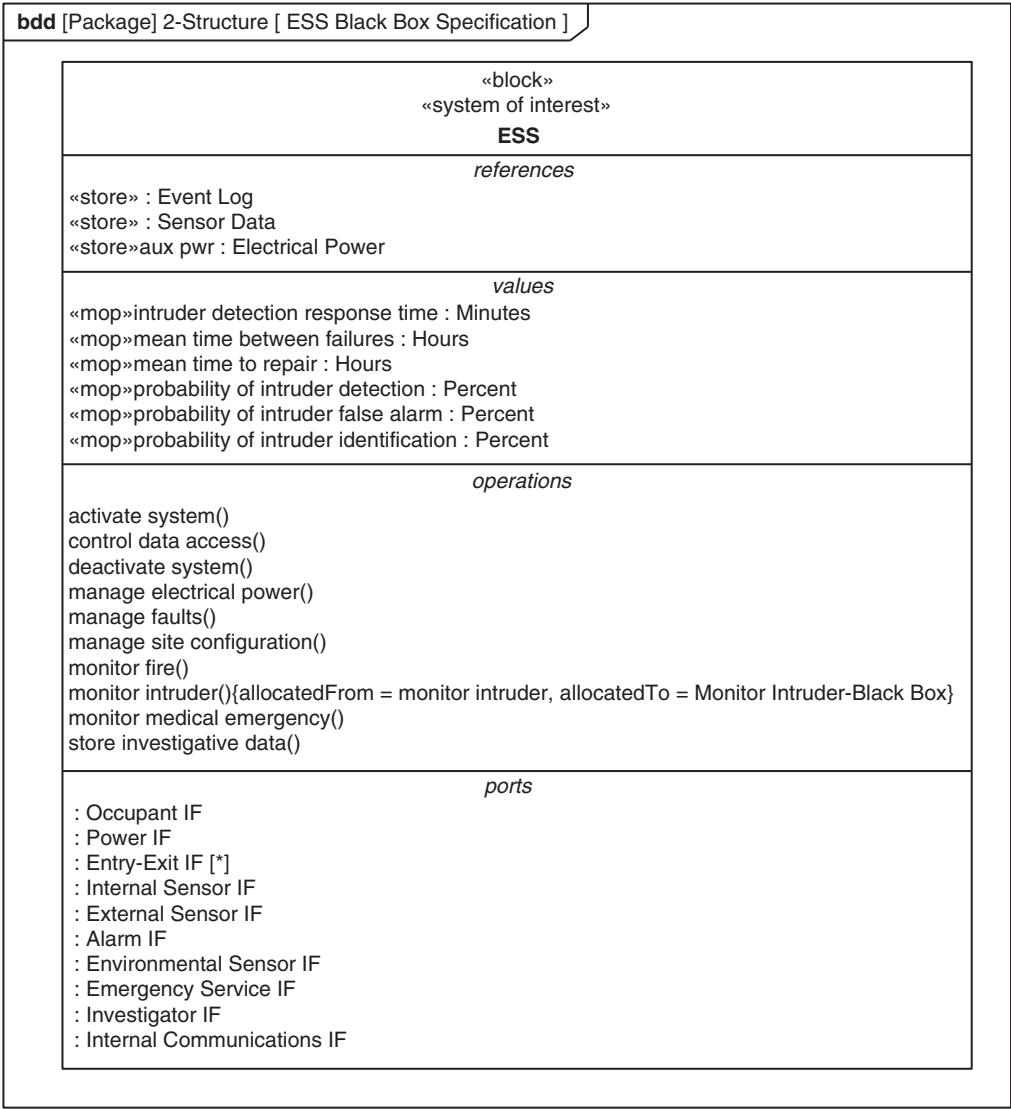 bdd [Package] 2-Structure [ ESS Black Box Specification ]
«block»
«system of interest»
ESS
references
«store» : Event Log
«store» : Sensor Data
«store»aux pwr : Electrical Power
values
«mop»intruder detection response time : Minutes
«mop»mean time between failures : Hours
«mop»mean time to repair : Hours
«mop»probability of intruder detection : Percent
«mop»probability of intruder false alarm : Percent
«mop»probability of intruder identification : Percent
operations
activate system()
control data access()
deactivate system()
manage electrical power()
manage faults()
manage site configuration()
monitor fire()
monitor intruder(){allocatedFrom = monitor intruder, allocatedTo = Monitor Intruder-Black Box}
monitor medical emergency()
store investigative data()
ports
: Occupant IF
: Power IF
: Entry-Exit IF [*]
: Internal Sensor IF
: External Sensor IF
: Alarm IF
: Environmental Sensor IF
: Emergency Service IF
: Investigator IF
: Internal Communications IF